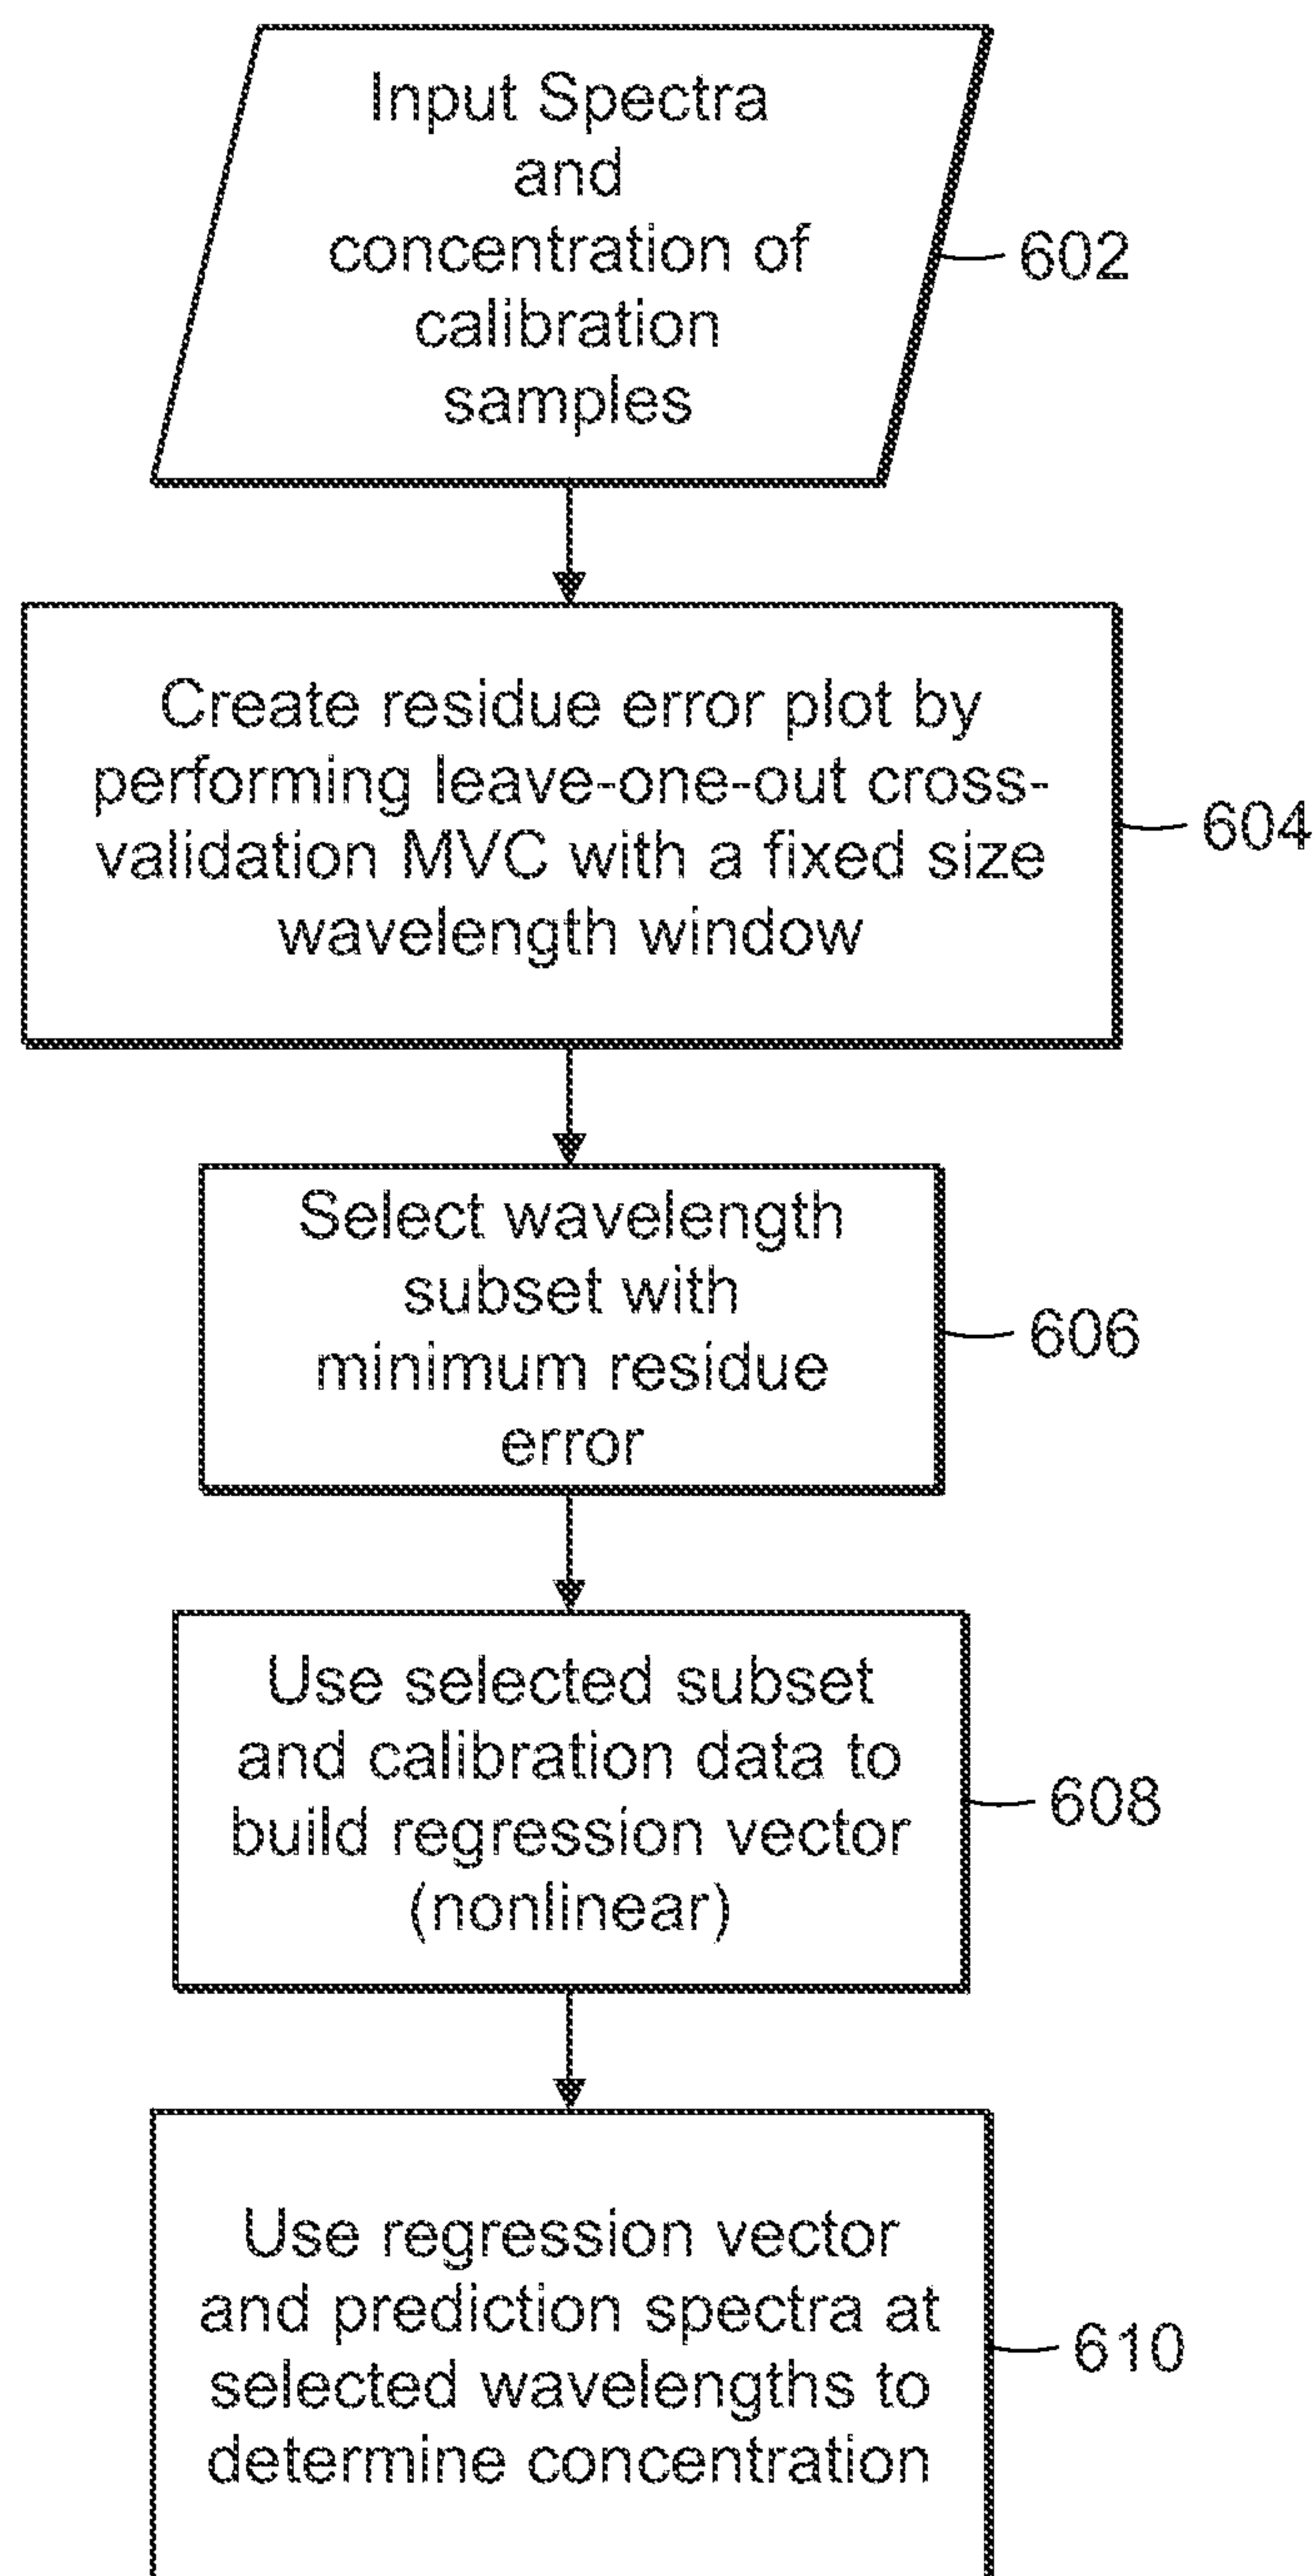 Input Spectra
and
concentration of
calibration
samples
602
Create residue error plot by
performing leave-one-out cross-
validation MVC with a fixed size
wavelength window
604
Select wavelength
subset with
minimum residue
error
606
Use selected subset
and calibration data to
build regression vector
(nonlinear)
608
Use regression vector
and prediction spectra at
selected wavelengths to
determine concentration
610